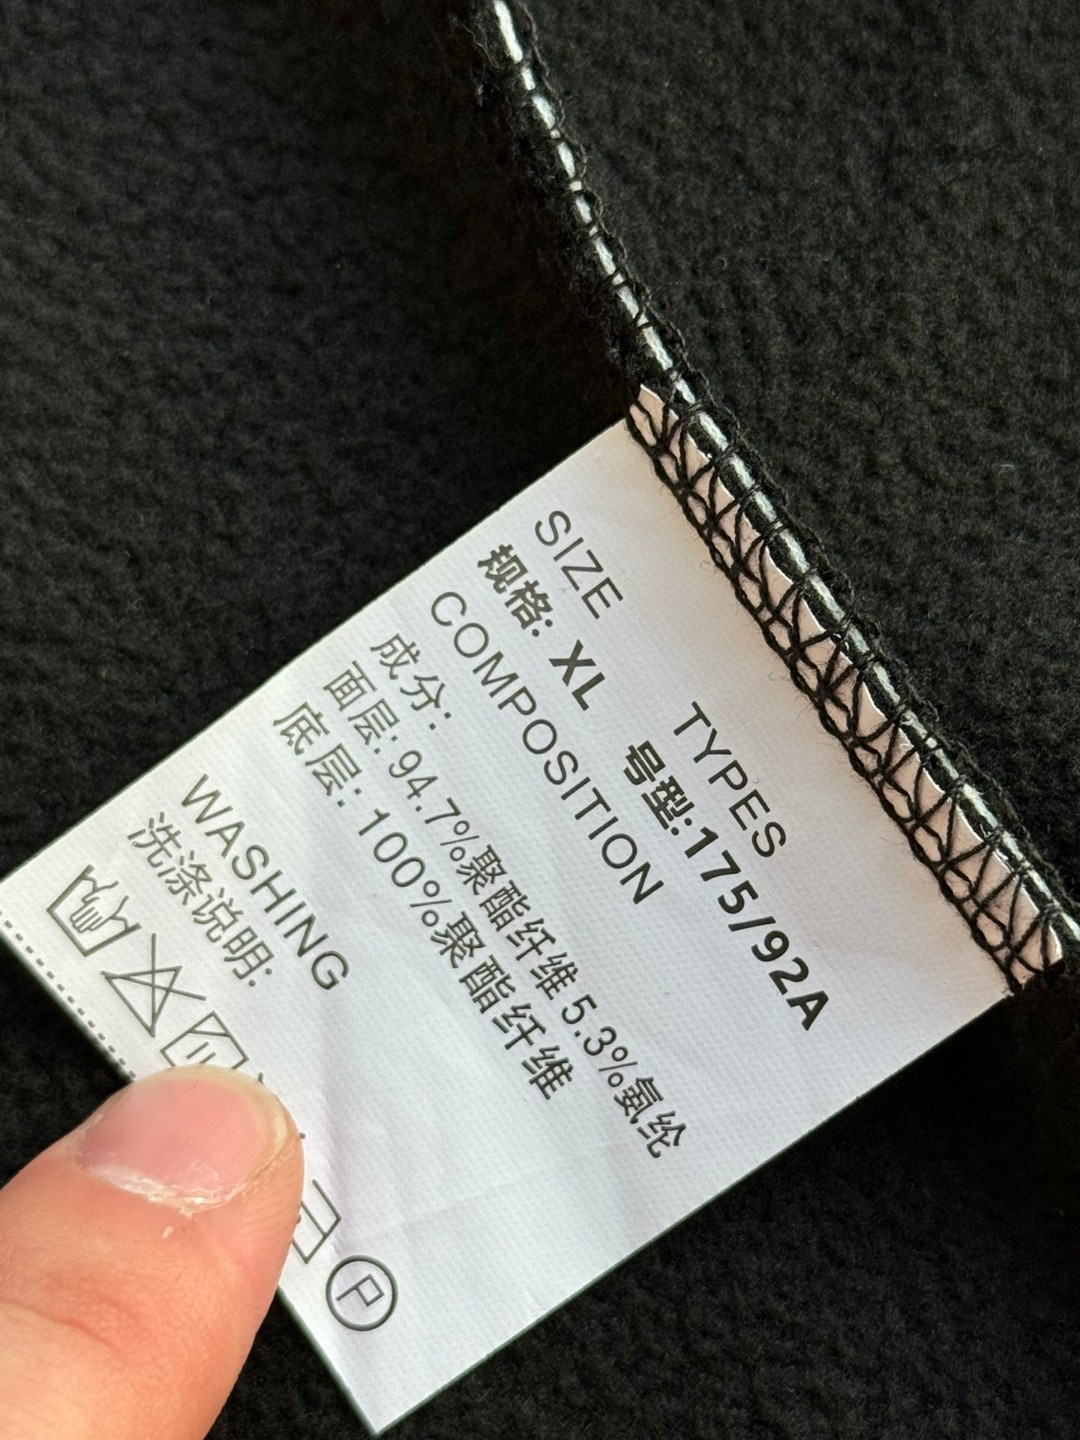 SIZE TYPES
规格: XL 号型:175/92A
COMPOSITION
成分:
面层: 94.7%聚酯纤维 5.3%氨纶
底层: 100%聚酯纤维
WASHING
洗涤说明:
P